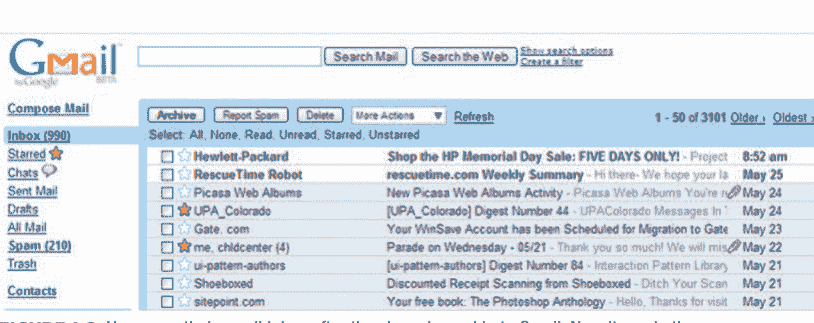 Gmail
by Google BETA
Search Mail Search the Web Show search options
Create a filter
Compose Mail
Inbox (990)
Starred
Chats
Sent Mail
Drafts
All Mail
Spam (210)
Trash
Contacts
Archive Report Spam Delete More Actions Refresh 1 - 50 of 3101 Older › Oldest »
Select: All, None, Read, Unread, Starred, Unstarred
Hewlett-Packard Shop the HP Memorial Day Sale: FIVE DAYS ONLY! - Project 8:52 am
RescueTime Robot rescuetime.com Weekly Summary - Hi there- We hope your la May 25
Picasa Web Albums New Picasa Web Albums Activity - Picasa Web Albums You're May 24
UPA_Colorado [UPA_Colorado] Digest Number 44 - UPAColorado Messages In May 24
Gate. com Your WinSave Account has been Scheduled for Migration to Gate May 23
me, chldcenter (4) Parade on Wednesday - 05/21 - Thank you so much! We will mis May 22
ui-pattern-authors [ui-pattern-authors] Digest Number 84 - Interaction Pattern Library May 21
Shoeboxed Discounted Receipt Scanning from Shoeboxed - Ditch Your Scan May 21
sitepoint.com Your free book: The Photoshop Anthology - Hello, Thanks for visit May 21